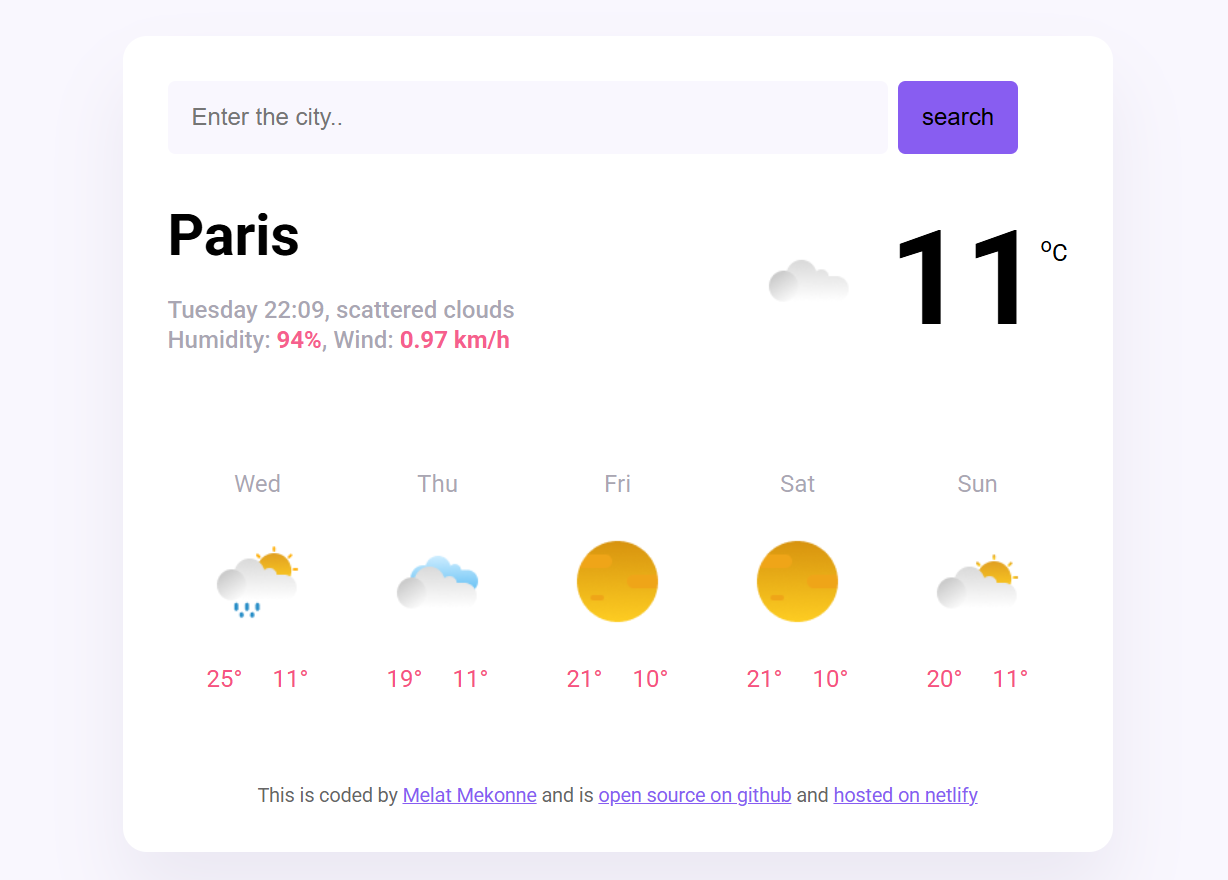 Enter the city..
search
Paris
11 ºC
Tuesday 22:09, scattered clouds
Humidity: 94%, Wind: 0.97 km/h
Wed Thu Fri Sat Sun
25° 11° 19° 11° 21° 10° 21° 10° 20° 11°
This is coded by Melat Mekonne and is open source on github and hosted on netlify